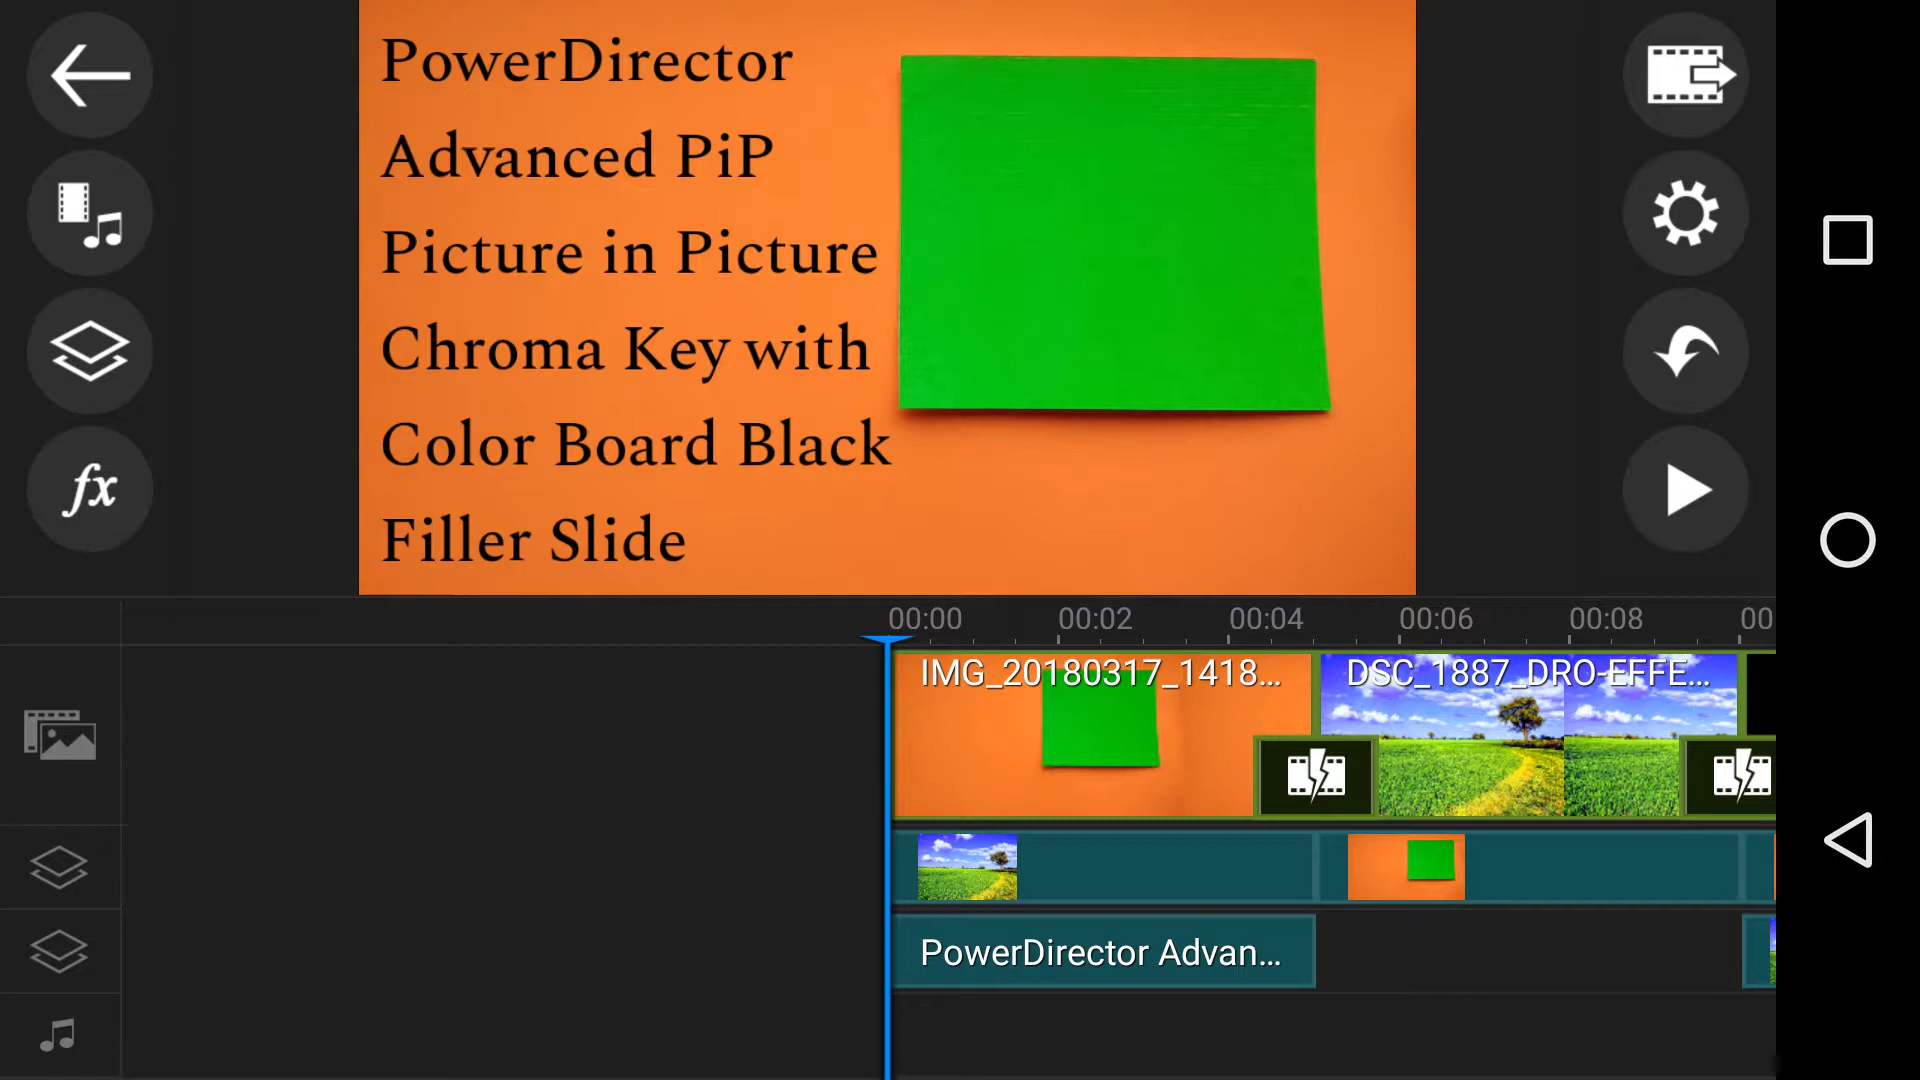 PowerDirector
Advanced PiP
Picture in Picture
Chroma Key with
Color Board Black
Filler Slide
fx
00:00 00:02 00:04 00:06 00:08 00
IMG_20180317_1418... DSC_1887_DRO-EFFE...
PowerDirector Advan...